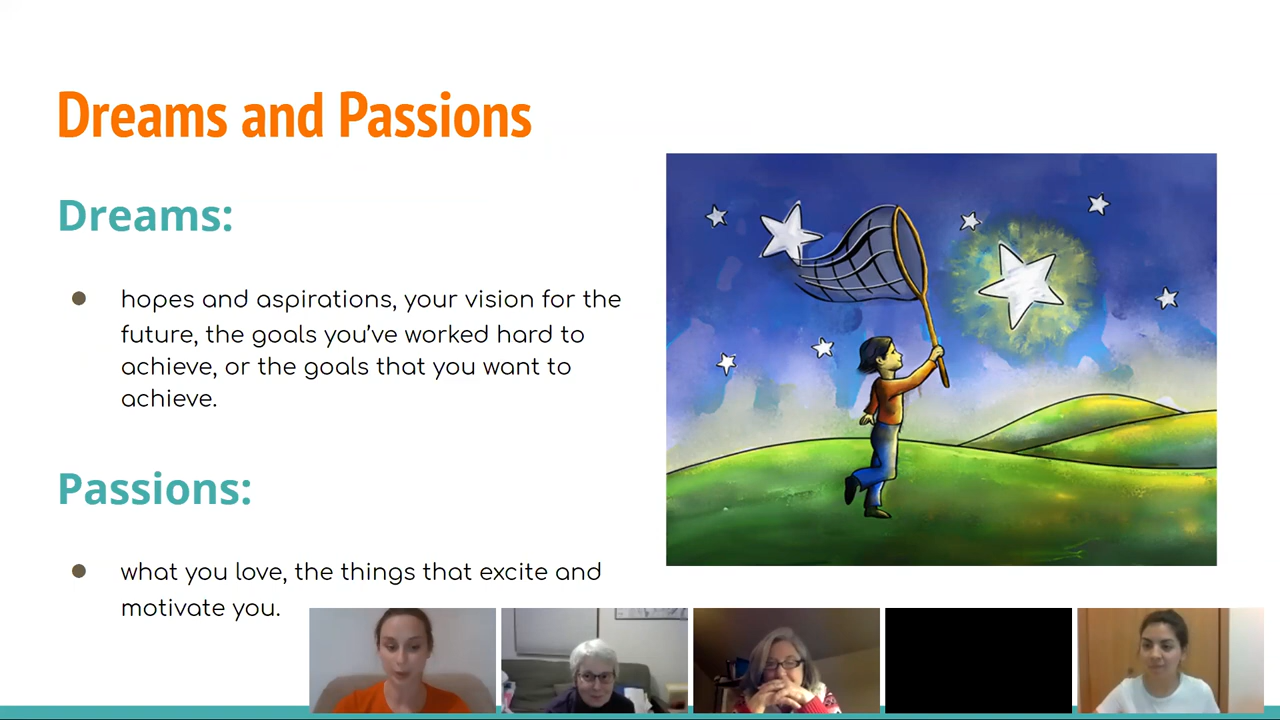 Dreams and Passions
Dreams:
● hopes and aspirations, your vision for the
future, the goals you’ve worked hard to
achieve, or the goals that you want to
achieve.
Passions:
● what you love, the things that excite and
motivate you.